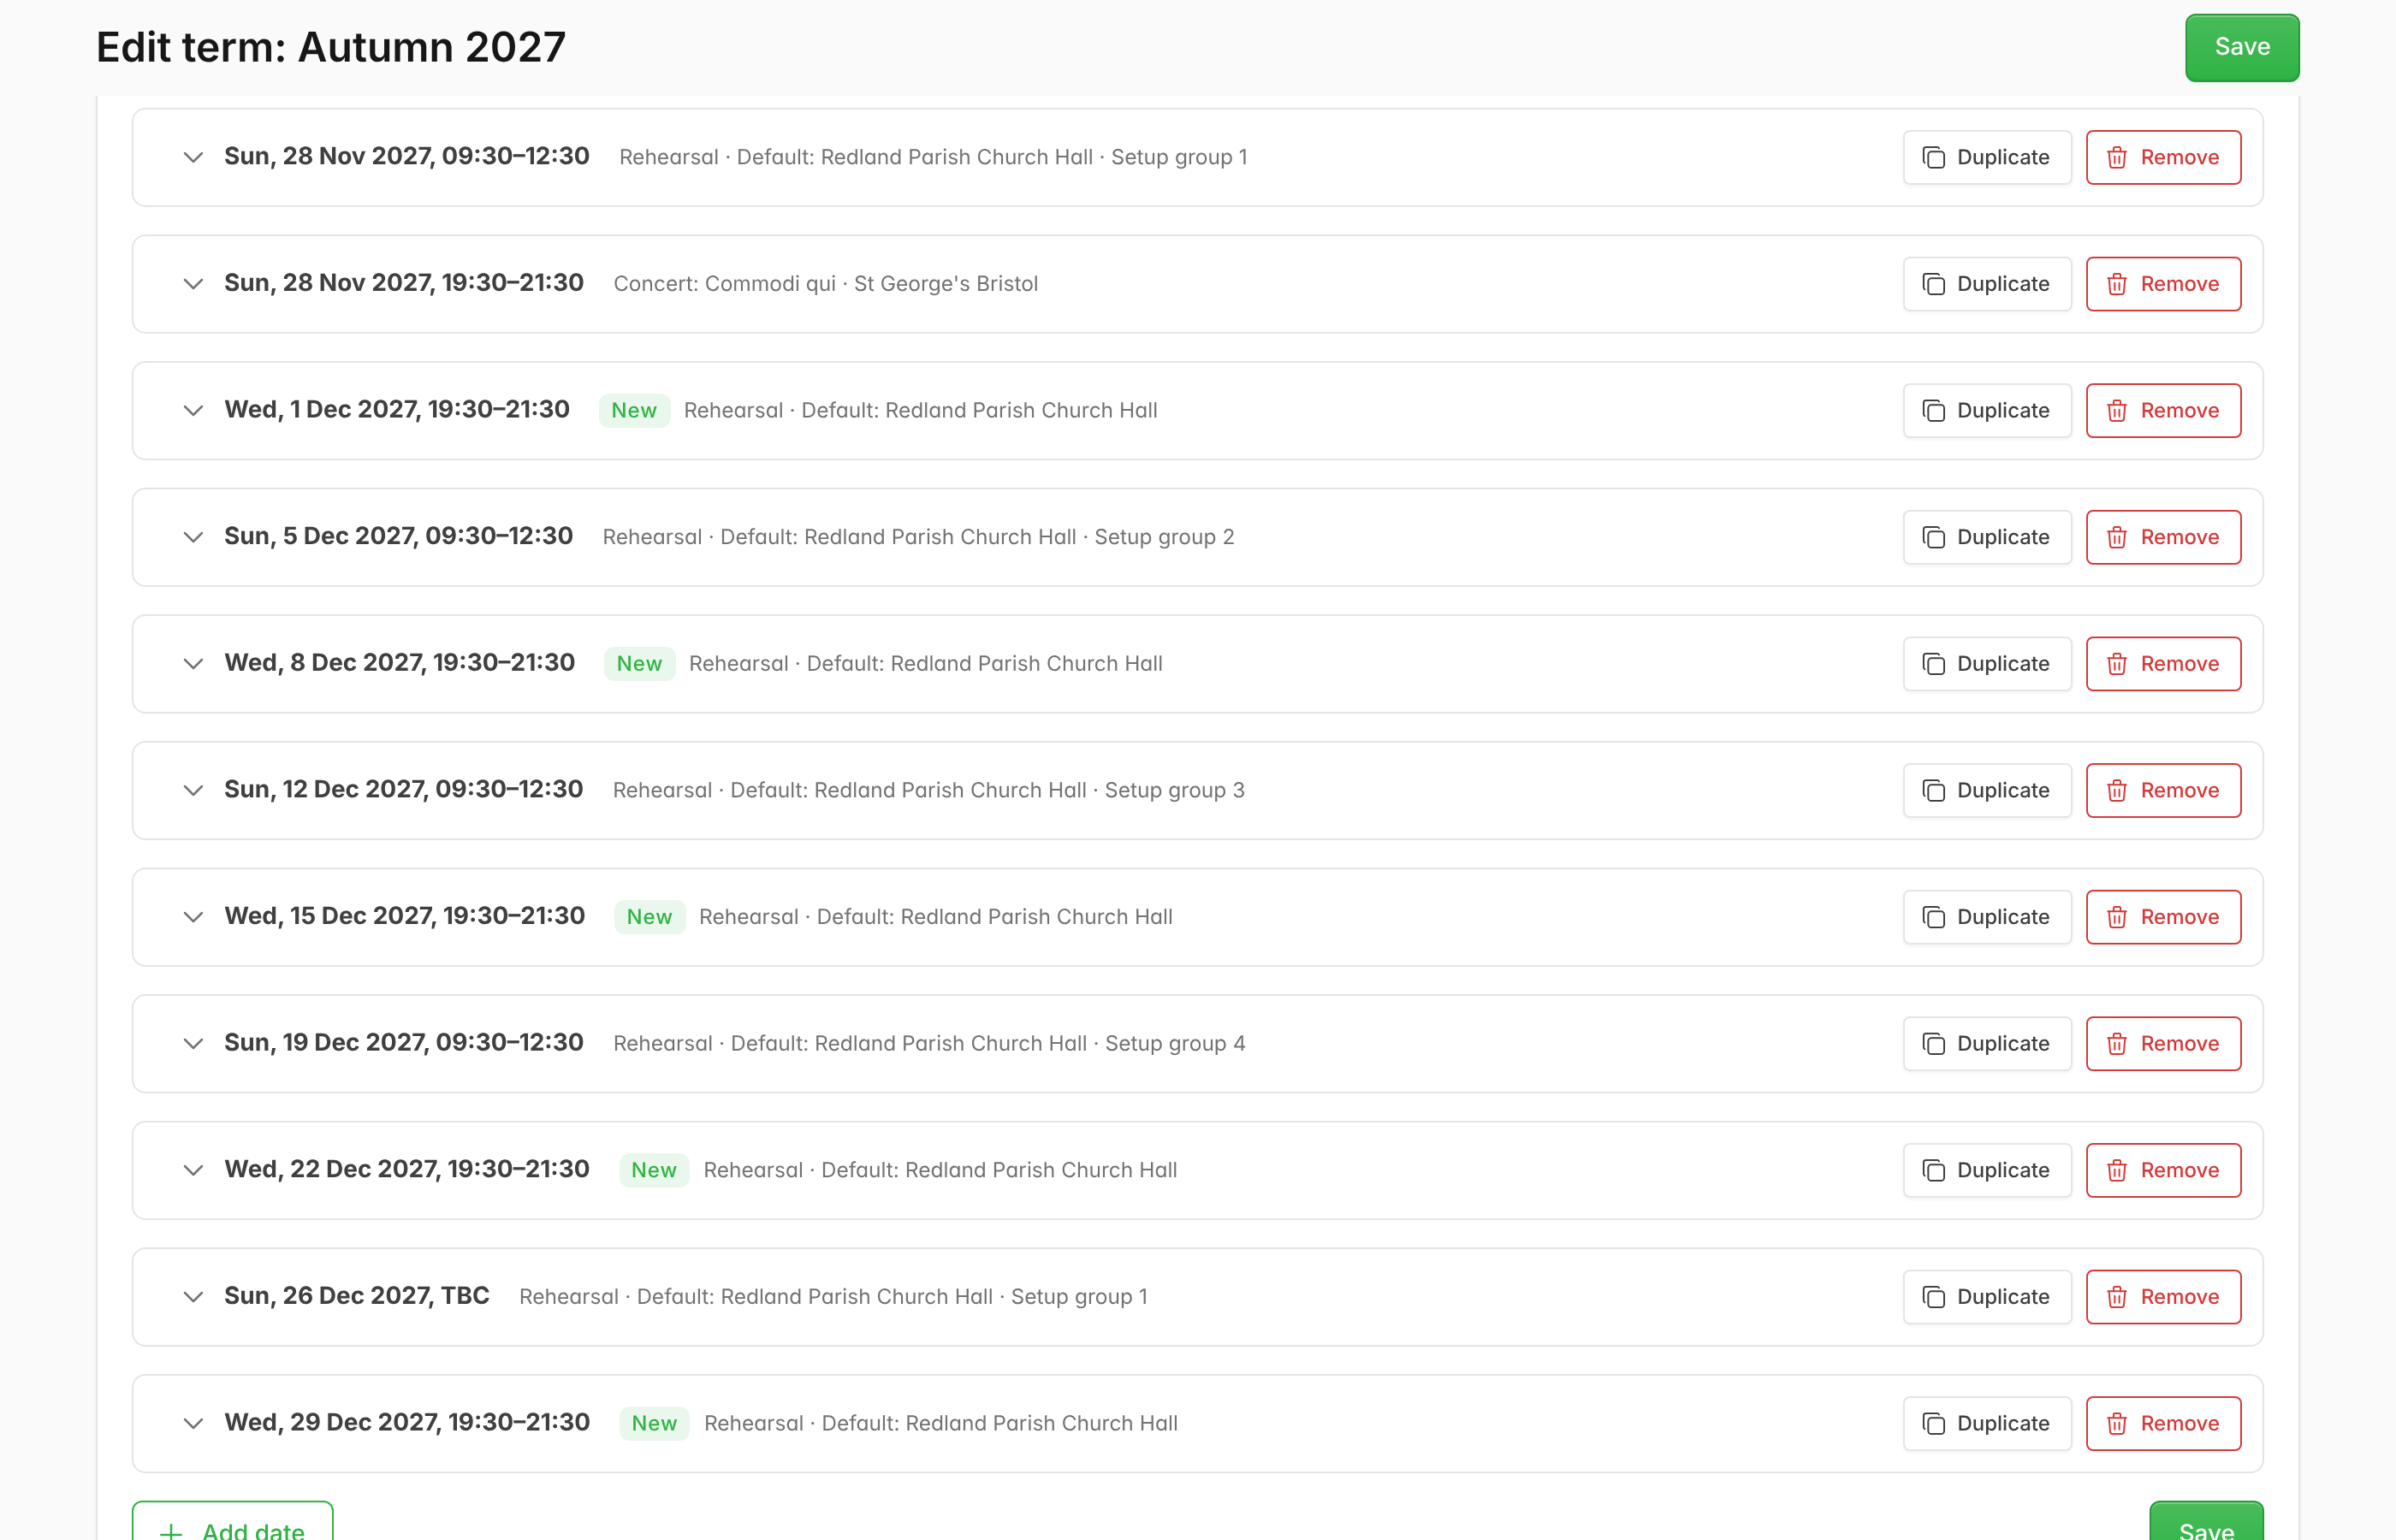 Edit term: Autumn 2027
Save
Sun, 28 Nov 2027, 09:30–12:30 Rehearsal · Default: Redland Parish Church Hall · Setup group 1 Duplicate Remove
Sun, 28 Nov 2027, 19:30–21:30 Concert: Commodi qui · St George's Bristol Duplicate Remove
Wed, 1 Dec 2027, 19:30–21:30 New Rehearsal · Default: Redland Parish Church Hall Duplicate Remove
Sun, 5 Dec 2027, 09:30–12:30 Rehearsal · Default: Redland Parish Church Hall · Setup group 2 Duplicate Remove
Wed, 8 Dec 2027, 19:30–21:30 New Rehearsal · Default: Redland Parish Church Hall Duplicate Remove
Sun, 12 Dec 2027, 09:30–12:30 Rehearsal · Default: Redland Parish Church Hall · Setup group 3 Duplicate Remove
Wed, 15 Dec 2027, 19:30–21:30 New Rehearsal · Default: Redland Parish Church Hall Duplicate Remove
Sun, 19 Dec 2027, 09:30–12:30 Rehearsal · Default: Redland Parish Church Hall · Setup group 4 Duplicate Remove
Wed, 22 Dec 2027, 19:30–21:30 New Rehearsal · Default: Redland Parish Church Hall Duplicate Remove
Sun, 26 Dec 2027, TBC Rehearsal · Default: Redland Parish Church Hall · Setup group 1 Duplicate Remove
Wed, 29 Dec 2027, 19:30–21:30 New Rehearsal · Default: Redland Parish Church Hall Duplicate Remove
Add date
Save